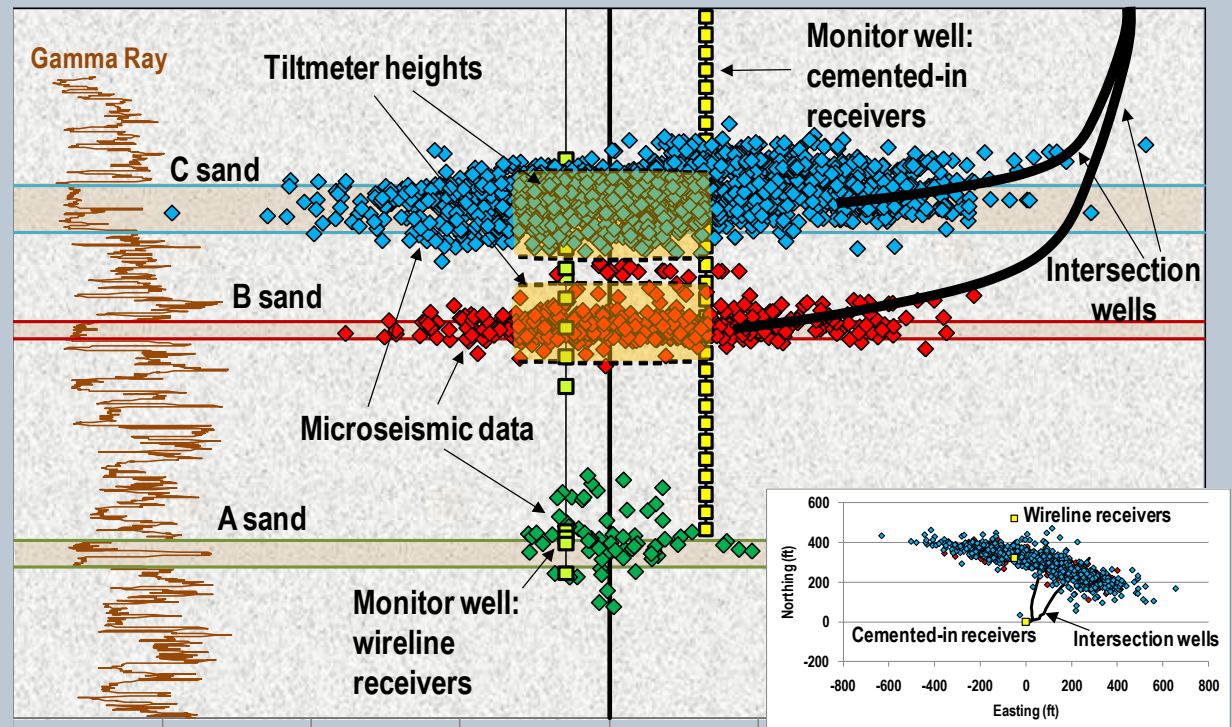 Gamma Ray
Tiltmeter heights
Monitor well:
cemented-in
receivers
C sand
B sand
Intersection
wells
Microseismic data
A sand
Monitor well:
wireline
receivers
600
400
200
0
-200
Northing (ft)
Wireline receivers
Cemented-in receivers
Intersection wells
-800 -600 -400 -200 0 200 400 600 800
Easting (ft)